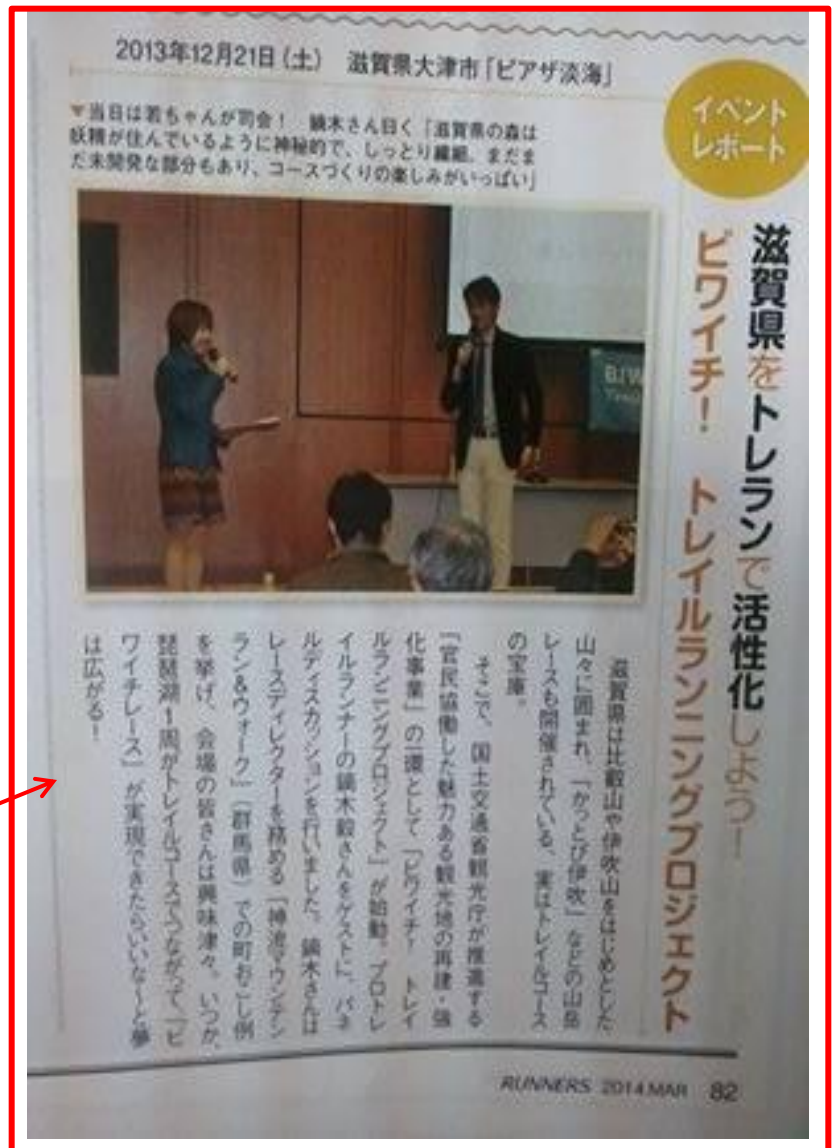 2013年12月21日(土) 滋賀県大津市「ピアザ淡海」
イベント
レポート
滋賀県をトレランで活性化しよう!
ビワイチ! トレイルランニングプロジェクト
▼当日は若ちゃんが司会! 鏑木さん曰く「滋賀県の森は
妖精が住んでいるように神秘的で、しっとり繊細。まだま
だ未開発な部分もあり、コースづくりの楽しみがいっぱい」
BIW
滋賀県は比叡山や伊吹山をはじめとした
山々に囲まれ、「かっとび伊吹」などの山岳
レースも開催されている、実はトレイルコース
の宝庫。
そこで、国土交通省観光庁が推進する
「官民協働した魅力ある観光地の再建・強
化事業」の一環として「ビワイチ! トレイ
ルランニングプロジェクト」が始動。プロトレ
イルランナーの鏑木毅さんをゲストに、パネ
ルディスカッションを行いました。鏑木さんは
レースディレクターを務める「神流マウンテン
ラン&ウォーク」(群馬県)での町おこし例
を挙げ、会場の皆さんは興味津々。いつか、
琵琶湖1周がトレイルコースでつながって、「ビ
ワイチレース」が実現できたらいいな〜と夢
は広がる!
RUNNERS 2014.MAR 82